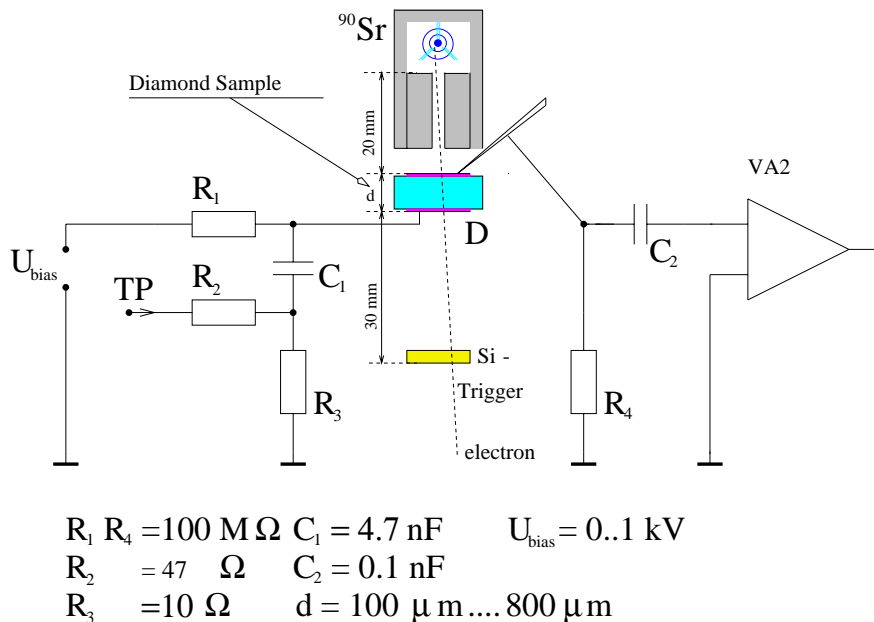 ⁹⁰Sr
Diamond Sample
20 mm
VA2
R₁
d
D
U_bias
C₁
C₂
R₂
TP
30 mm
Si -
Trigger
R₃
R₄
electron
R₁ R₄ =100 M Ω C₁ = 4.7 nF U_bias = 0..1 kV
R₂ = 47 Ω C₂ = 0.1 nF
R₃ =10 Ω d = 100 μ m .... 800 μ m